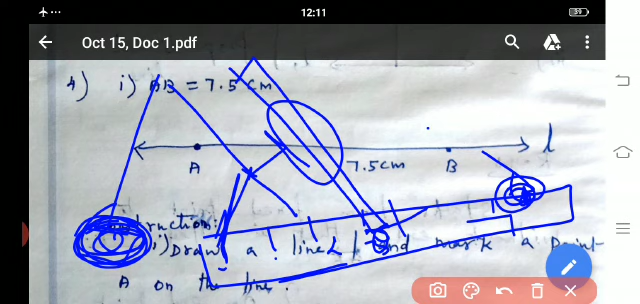 12:11
39
Oct 15, Doc 1.pdf
4) i) AB = 7.5 cm
l
A 7.5cm B
i) Draw a line l and mark a point
A on the line.